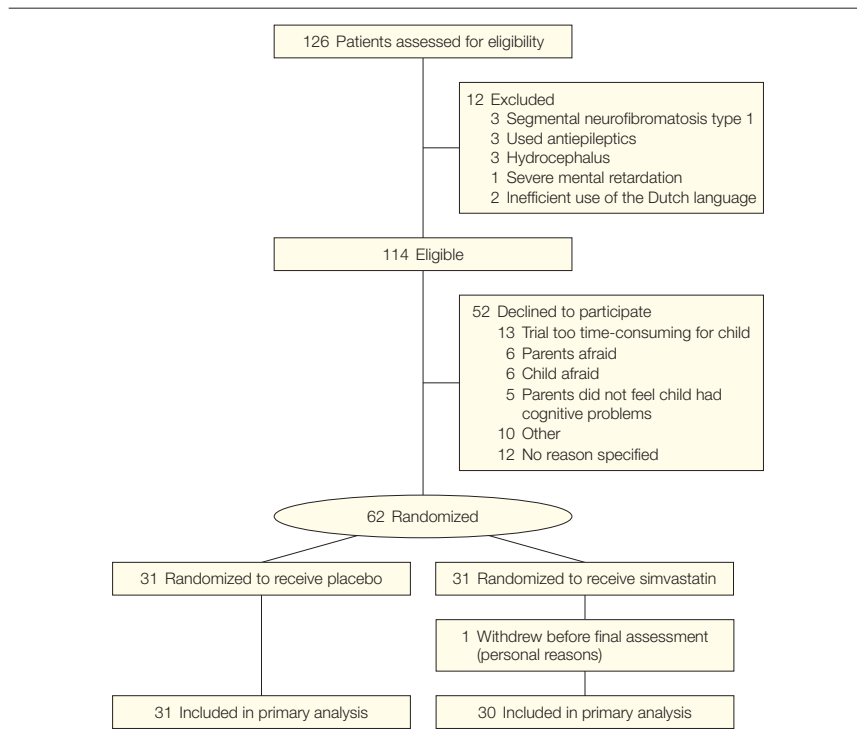 126 Patients assessed for eligibility
12 Excluded
3 Segmental neurofibromatosis type 1
3 Used antiepileptics
3 Hydrocephalus
1 Severe mental retardation
2 Inefficient use of the Dutch language
114 Eligible
52 Declined to participate
13 Trial too time-consuming for child
6 Parents afraid
6 Child afraid
5 Parents did not feel child had
cognitive problems
10 Other
12 No reason specified
62 Randomized
31 Randomized to receive placebo
31 Randomized to receive simvastatin
1 Withdrew before final assessment
(personal reasons)
31 Included in primary analysis
30 Included in primary analysis